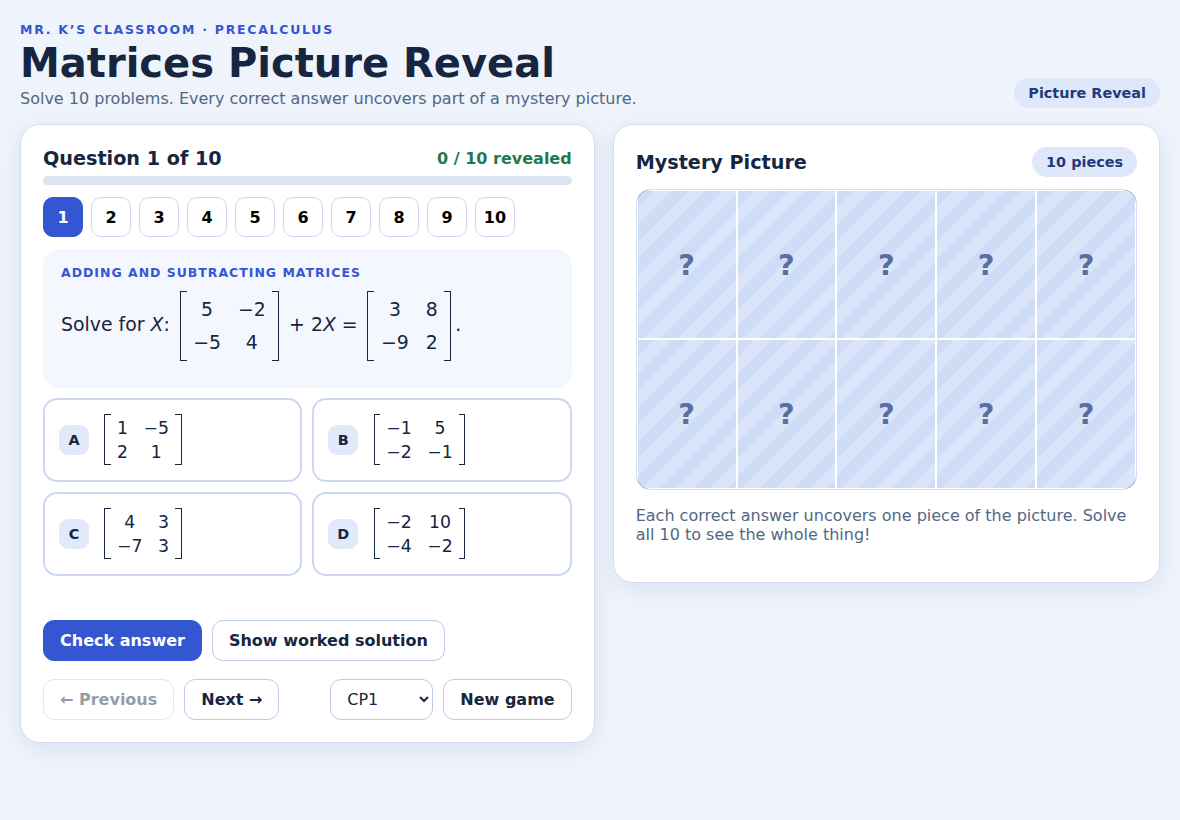 MR. K’S CLASSROOM · PRECALCULUS
Matrices Picture Reveal
Solve 10 problems. Every correct answer uncovers part of a mystery picture.
Picture Reveal
Question 1 of 10
0 / 10 revealed
1 2 3 4 5 6 7 8 9 10
ADDING AND SUBTRACTING MATRICES
Solve for X: [5 −2; −5 4] + 2X = [3 8; −9 2].
A [1 −5; 2 1]
B [−1 5; −2 −1]
C [4 3; −7 3]
D [−2 10; −4 −2]
Check answer
Show worked solution
← Previous
Next →
CP1
New game
Mystery Picture
10 pieces
? ? ? ? ?
? ? ? ? ?
Each correct answer uncovers one piece of the picture. Solve
all 10 to see the whole thing!